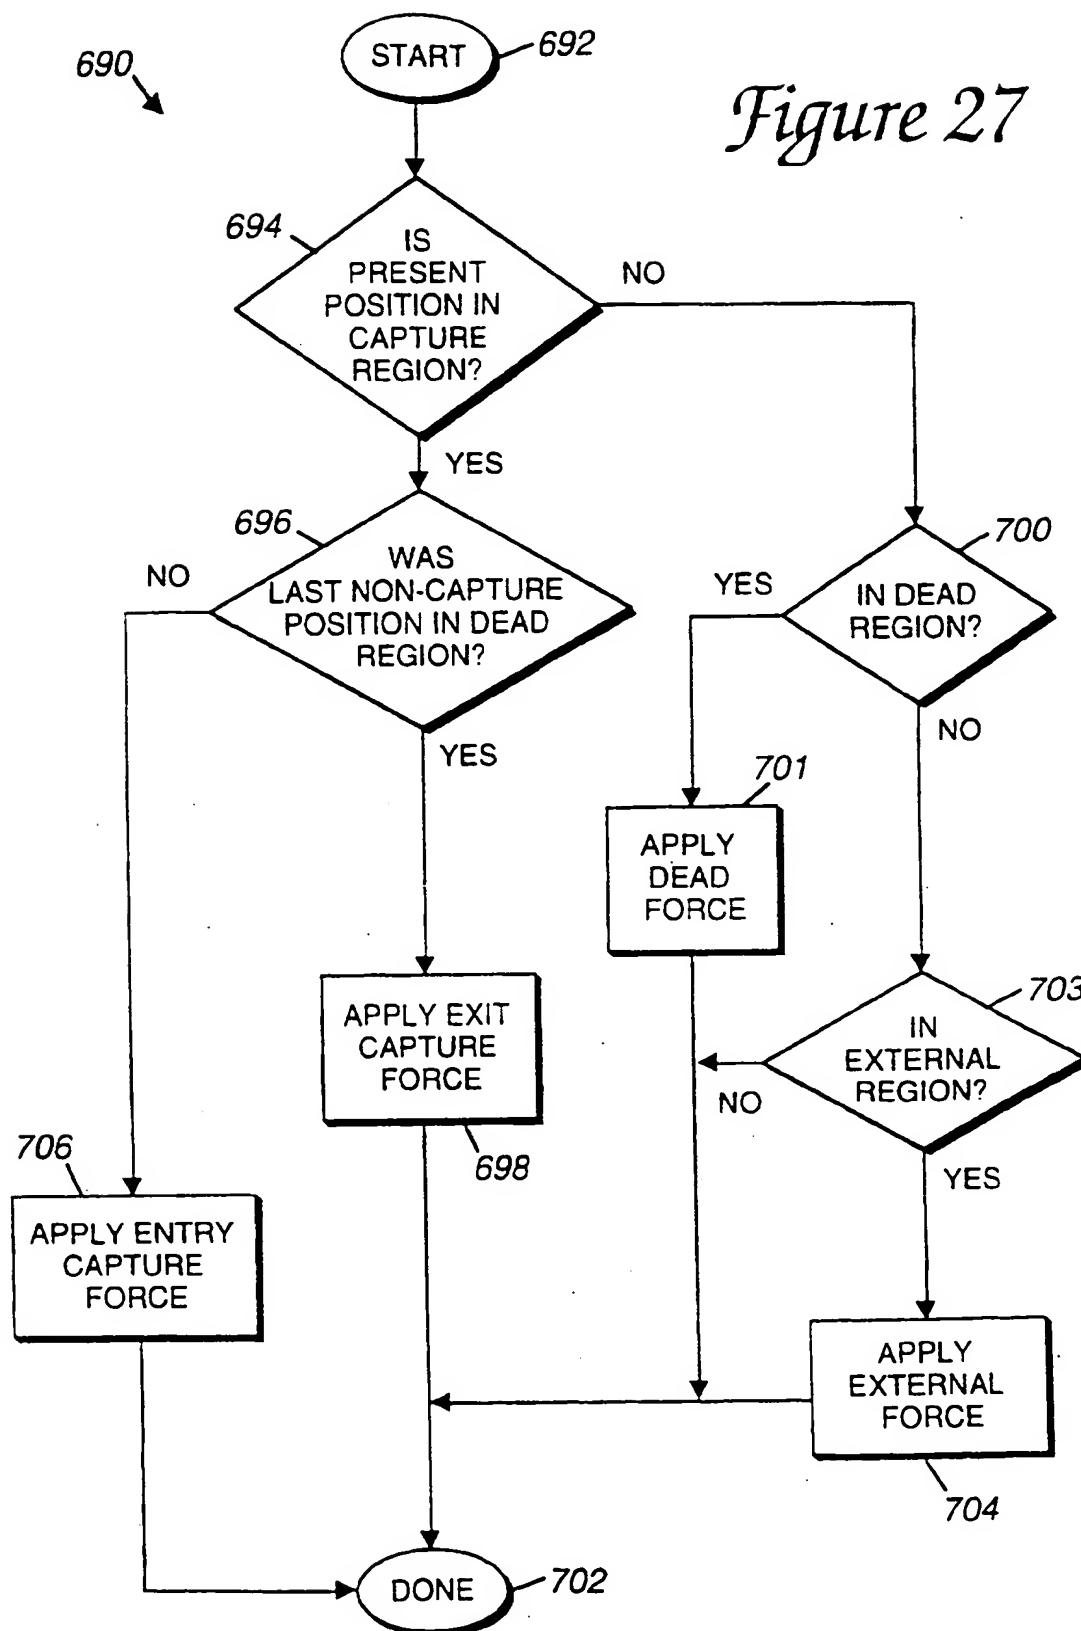 START
692
690
Figure 27
694
IS
PRESENT
POSITION IN
CAPTURE
REGION?
NO
YES
696
WAS
LAST NON-CAPTURE
POSITION IN DEAD
REGION?
NO
YES
700
IN DEAD
REGION?
YES
NO
701
APPLY
DEAD
FORCE
703
IN
EXTERNAL
REGION?
NO
YES
APPLY EXIT
CAPTURE
FORCE
698
706
APPLY ENTRY
CAPTURE
FORCE
APPLY
EXTERNAL
FORCE
704
DONE
702